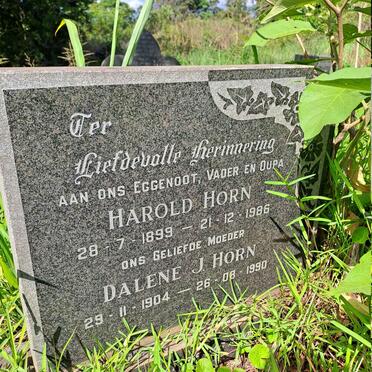 Ter
Liefdevolle Herinnering
AAN ONS EGGENOOT, VADER EN OUPA
HAROLD HORN
28-7-1899 – 21-12-1986
ONS GELIEFDE MOEDER
DALENE J. HORN
29-11-1904 – 26-08-1990